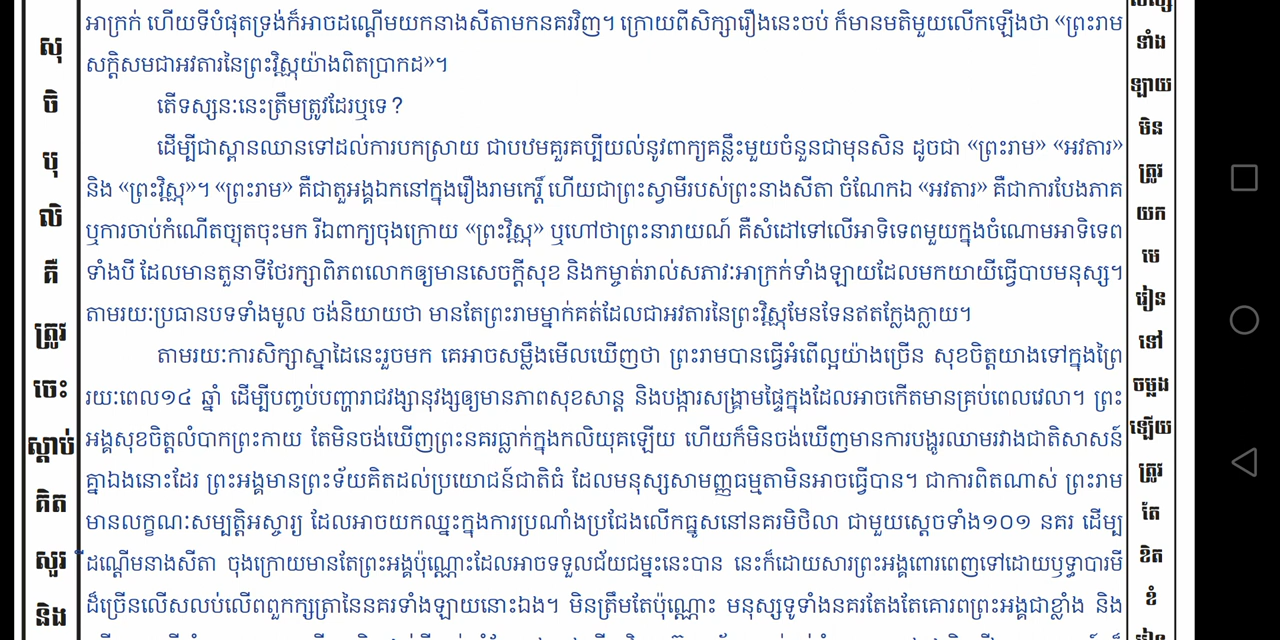 អាក្រក់ ហើយទីបំផុតទ្រង់ក៏អាចដណ្តើមយកនាងសីតាមកនគរវិញ។ ក្រោយពីសិក្សារឿងនេះចប់ ក៏មានមតិមួយលើកឡើងថា «ព្រះរាម
សក្តិសមជាអវតារនៃព្រះវិស្ណុយ៉ាងពិតប្រាកដ»។
តើទស្សនៈនេះត្រឹមត្រូវដែរឬទេ ?
ដើម្បីជាស្ពានឈានទៅដល់ការបកស្រាយ ជាបឋមគួរគប្បីយល់នូវពាក្យគន្លឹះមួយចំនួនជាមុនសិន ដូចជា «ព្រះរាម» «អវតារ»
និង «ព្រះវិស្ណុ»។ «ព្រះរាម» គឺជាតួអង្គឯកនៅក្នុងរឿងរាមកេរ្តិ៍ ហើយជាព្រះស្វាមីរបស់ព្រះនាងសីតា ចំណែកឯ «អវតារ» គឺជាការបែងភាគ
ឬការចាប់កំណើតច្យុតចុះមក រីឯពាក្យចុងក្រោយ «ព្រះវិស្ណុ» ឬហៅថាព្រះនារាយណ៍ គឺសំដៅទៅលើអាទិទេពមួយក្នុងចំណោមអាទិទេព
ទាំងបី ដែលមានតួនាទីថែរក្សាពិភពលោកឲ្យមានសេចក្តីសុខ និងកម្ចាត់រាល់សភាវៈអាក្រក់ទាំងឡាយដែលមកយាយីធ្វើបាបមនុស្ស។
តាមរយៈប្រធានបទទាំងមូល ចង់និយាយថា មានតែព្រះរាមម្នាក់គត់ដែលជាអវតារនៃព្រះវិស្ណុមែនទែនឥតក្លែងក្លាយ។
តាមរយៈការសិក្សាស្នាដៃនេះរួចមក គេអាចសម្លឹងមើលឃើញថា ព្រះរាមបានធ្វើអំពើល្អយ៉ាងច្រើន សុខចិត្តយាងទៅក្នុងព្រៃ
រយៈពេល១៤ ឆ្នាំ ដើម្បីបញ្ចប់បញ្ហារាជវង្សានុវង្សឲ្យមានភាពសុខសាន្ត និងបង្ការសង្គ្រាមផ្ទៃក្នុងដែលអាចកើតមានគ្រប់ពេលវេលា។ ព្រះ
អង្គសុខចិត្តលំបាកព្រះកាយ តែមិនចង់ឃើញព្រះនគរធ្លាក់ក្នុងកលិយុគឡើយ ហើយក៏មិនចង់ឃើញមានការបង្ហូរឈាមរវាងជាតិសាសន៍
គ្នាឯងនោះដែរ ព្រះអង្គមានព្រះទ័យគិតដល់ប្រយោជន៍ជាតិធំ ដែលមនុស្សសាមញ្ញធម្មតាមិនអាចធ្វើបាន។ ជាការពិតណាស់ ព្រះរាម
មានលក្ខណៈសម្បត្តិអស្ចារ្យ ដែលអាចយកឈ្នះក្នុងការប្រណាំងប្រជែងលើកធ្នូសនៅនគរមិថិលា ជាមួយស្តេចទាំង១០១ នគរ ដើម្ប
ីដណ្តើមនាងសីតា ចុងក្រោយមានតែព្រះអង្គប៉ុណ្ណោះដែលអាចទទួលជ័យជម្នះនេះបាន នេះក៏ដោយសារព្រះអង្គពោរពេញទៅដោយឫទ្ធាបារមី
ដ៏ច្រើនលើសលប់លើពពួកក្សត្រានៃនគរទាំងឡាយនោះឯង។ មិនត្រឹមតែប៉ុណ្ណោះ មនុស្សទូទាំងនគរតែងតែគោរពព្រះអង្គជាខ្លាំង និង
សុ
ចិ
បុ
លិ
គឺ
ត្រូវ
ចេះ
ស្តាប់
គិត
សួរ
និង
ទាំង
ឡាយ
មិន
ត្រូវ
យក
មេ
រៀន
ទៅ
ចម្លង
ឡើយ
ត្រូវ
តែ
ខិត
ខំ